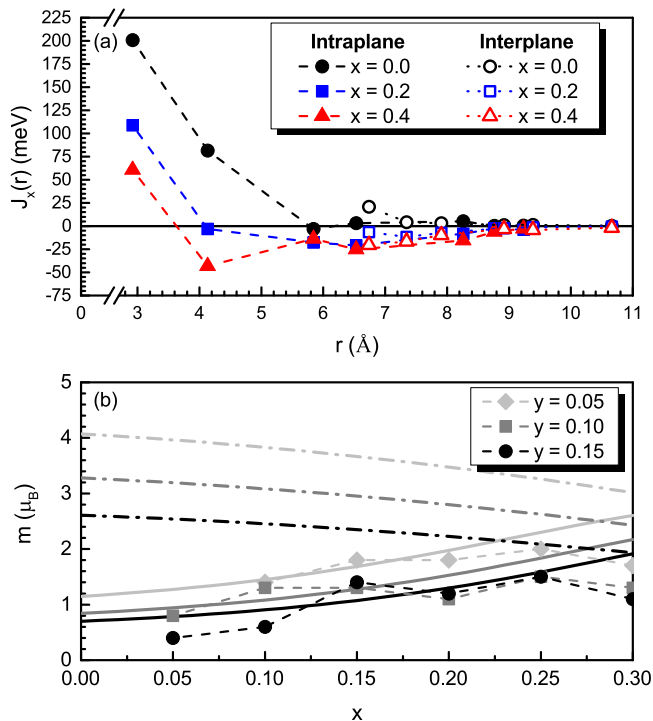 (a)
Intraplane Interplane
x = 0.0 x = 0.0
x = 0.2 x = 0.2
x = 0.4 x = 0.4
J_x(r) (meV)
225
200
175
150
125
100
75
50
25
0
-25
-50
-75
0 3 4 5 6 7 8 9 10 11
r (Å)
(b)
y = 0.05
y = 0.10
y = 0.15
m (μ_B)
5
4
3
2
1
0
0.00 0.05 0.10 0.15 0.20 0.25 0.30
x